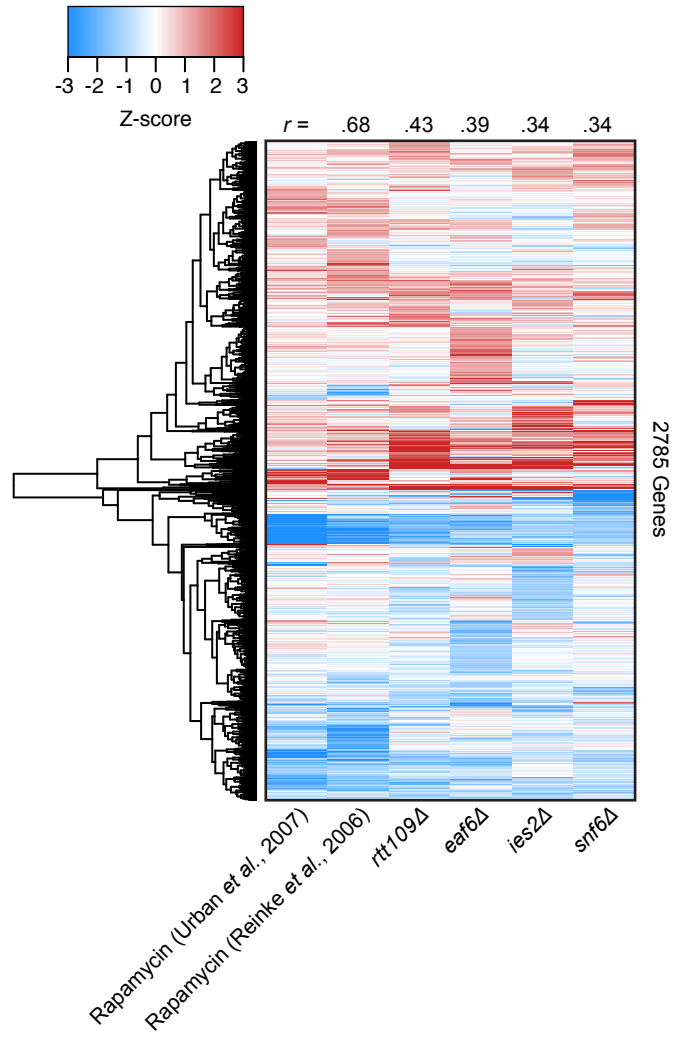 -3 -2 -1 0 1 2 3
Z-score
r = .68 .43 .39 .34 .34
2785 Genes
Rapamycin (Urban et al., 2007)
Rapamycin (Reinke et al., 2006)
rtt109Δ
eaf6Δ
ies2Δ
snf6Δ